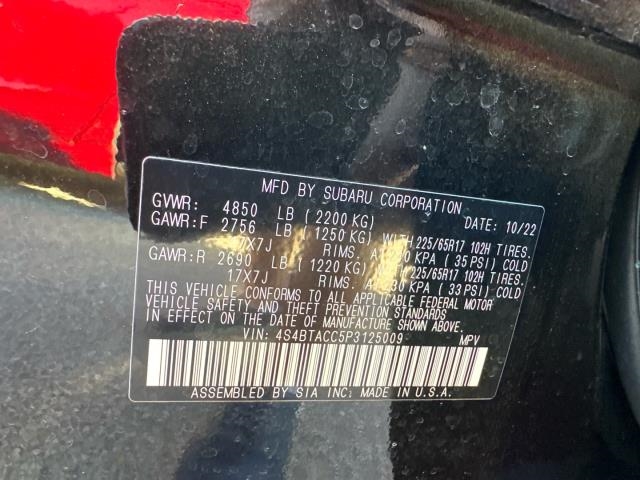 MFD BY SUBARU CORPORATION
GVWR: 4850 LB (2200 KG) DATE: 10/22
GAWR:F 2756 LB (1250 KG) WITH 225/65R17 102H TIRES.
17X7J RIMS. AT 240 KPA (35 PSI) COLD
GAWR:R 2690 LB (1220 KG) WITH 225/65R17 102H TIRES.
17X7J RIMS. AT 230 KPA (33 PSI) COLD
THIS VEHICLE CONFORMS TO ALL APPLICABLE FEDERAL MOTOR
VEHICLE SAFETY AND THEFT PREVENTION STANDARDS
IN EFFECT ON THE DATE OF MANUFACTURE SHOWN ABOVE.
VIN: 4S4BTACC5P3125009 MPV
ASSEMBLED BY SIA INC: MADE IN U.S.A.